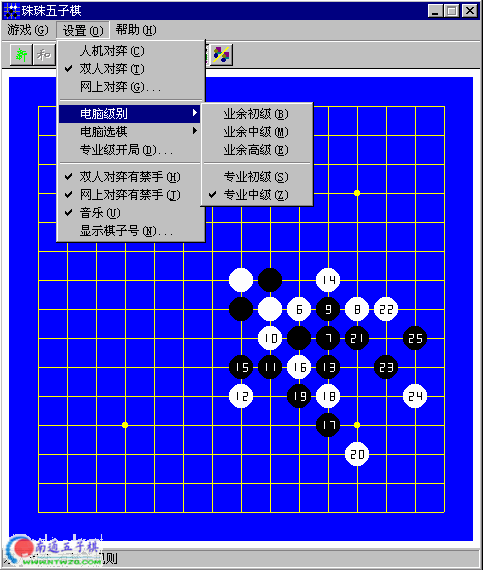 珠珠五子棋
游戏(G) 设置(O) 帮助(H)
新 和
人机对弈(C)
双人对弈(T)
网上对弈(G)...
电脑级别
电脑选棋
专业级开局(D)...
双人对弈有禁手(H)
网上对弈有禁手(J)
音乐(U)
显示棋子号(N)...
业余初级(B)
业余中级(M)
业余高级(E)
专业初级(S)
专业中级(Z)
14
6 9 8 22
10 7 21 25
15 11 16 13 23
12 19 18 24
17
20
南通五子棋
WWW.NTWZQ.COM
则